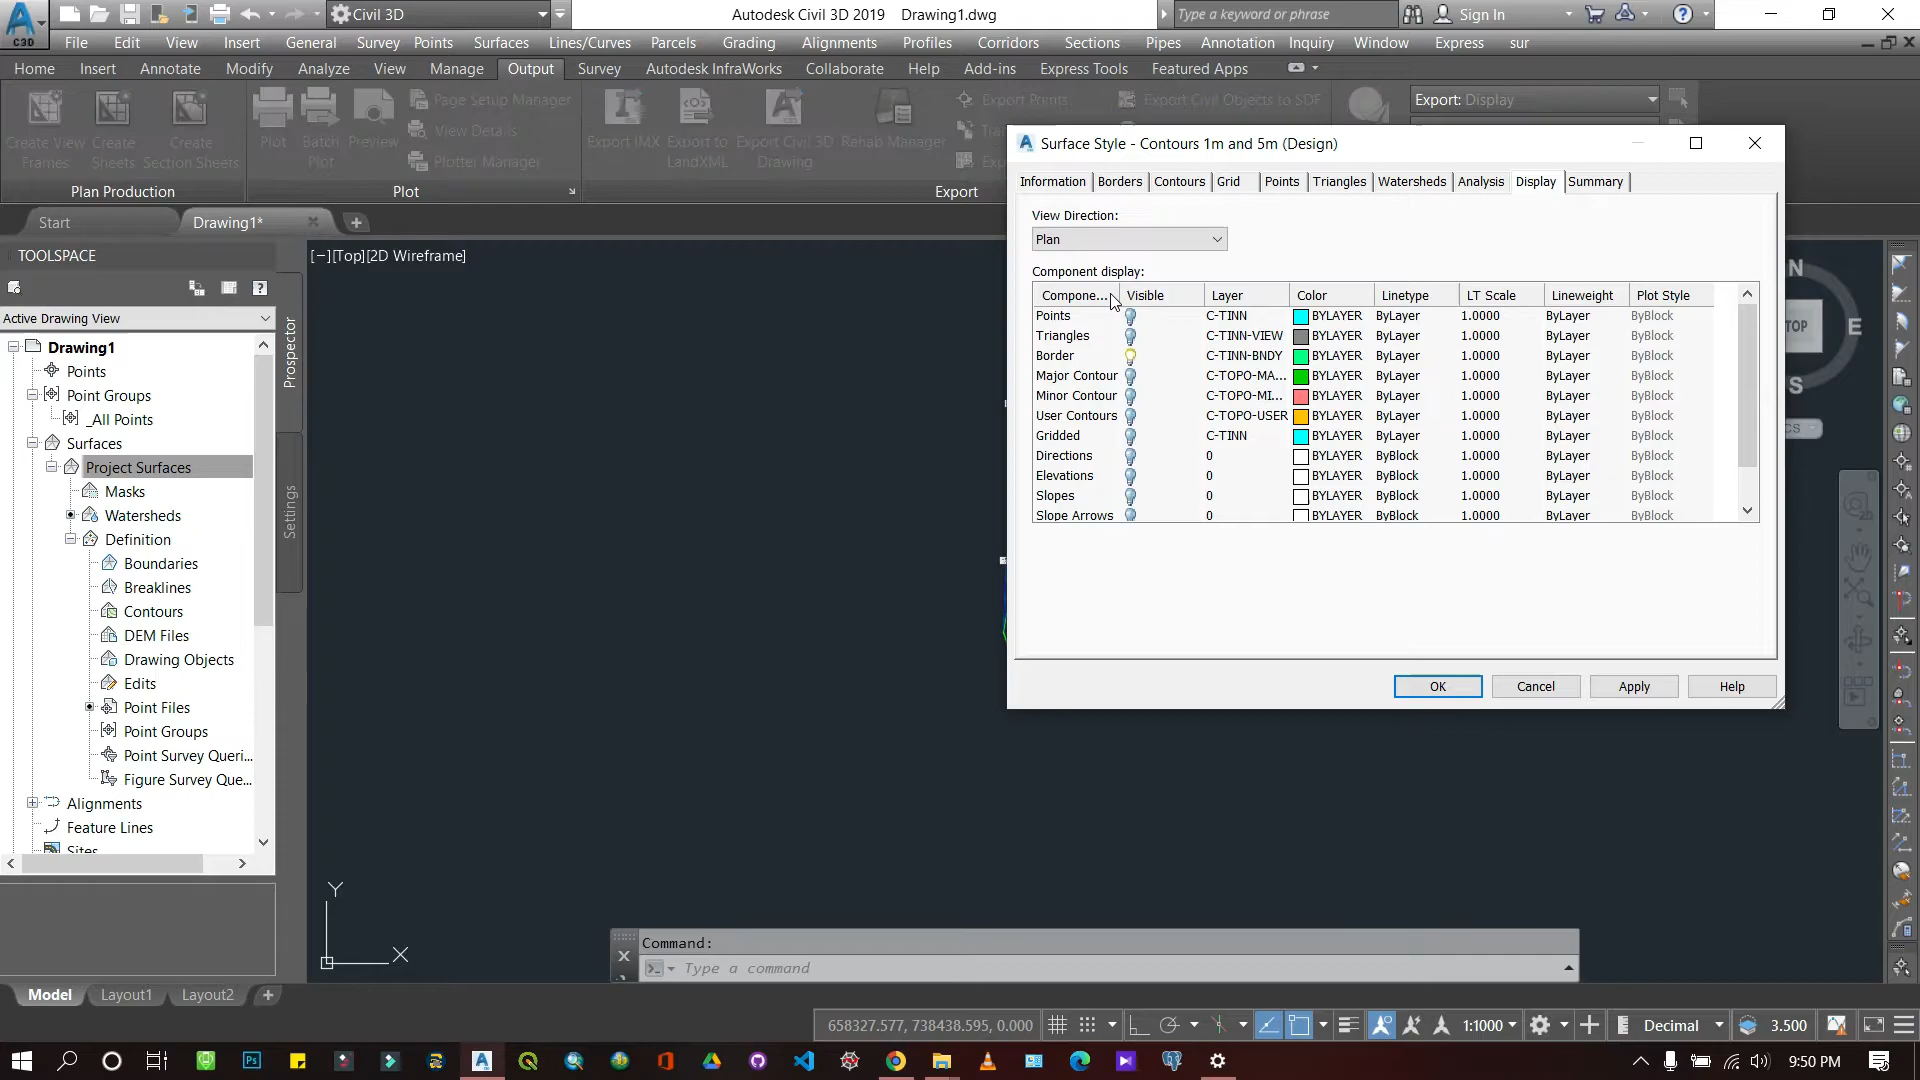 Civil 3D
Autodesk Civil 3D 2019 Drawing1.dwg
Type a keyword or phrase
Sign In
File Edit View Insert General Survey Points Surfaces Lines/Curves Parcels Grading Alignments Profiles Corridors Sections Pipes Annotation Inquiry Window Express sur
Home Insert Annotate Modify Analyze View Manage Output Survey Autodesk InfraWorks Collaborate Help Add-ins Express Tools Featured Apps
C3D
Create View Frames
Create Sheets
Create Section Sheets
Plot
Batch Plot
Preview
Page Setup Manager
View Details
Plotter Manager
Export IMX
Export to LandXML
Export Civil 3D Drawing
Rehab Manager
Export Points
Export Civil Objects to SDF
Export: Display
Plan Production
Plot
Export
Start
Drawing1*
TOOLSPACE
Active Drawing View
Drawing1
Points
Point Groups
_All Points
Surfaces
Project Surfaces
Masks
Watersheds
Definition
Boundaries
Breaklines
Contours
DEM Files
Drawing Objects
Edits
Point Files
Point Groups
Point Survey Queri...
Figure Survey Que...
Alignments
Feature Lines
Sites
Prospector
Settings
[−][Top][2D Wireframe]
Surface Style - Contours 1m and 5m (Design)
Information Borders Contours Grid Points Triangles Watersheds Analysis Display Summary
View Direction:
Plan
Component display:
Compone... Visible Layer Color Linetype LT Scale Lineweight Plot Style
Points C-TINN BYLAYER ByLayer 1.0000 ByLayer ByBlock
Triangles C-TINN-VIEW BYLAYER ByLayer 1.0000 ByLayer ByBlock
Border C-TINN-BNDY BYLAYER ByLayer 1.0000 ByLayer ByBlock
Major Contour C-TOPO-MA... BYLAYER ByLayer 1.0000 ByLayer ByBlock
Minor Contour C-TOPO-MI... BYLAYER ByLayer 1.0000 ByLayer ByBlock
User Contours C-TOPO-USER BYLAYER ByLayer 1.0000 ByLayer ByBlock
Gridded C-TINN BYLAYER ByLayer 1.0000 ByLayer ByBlock
Directions 0 BYLAYER ByBlock 1.0000 ByLayer ByBlock
Elevations 0 BYLAYER ByBlock 1.0000 ByLayer ByBlock
Slopes 0 BYLAYER ByBlock 1.0000 ByLayer ByBlock
Slope Arrows 0 BYLAYER ByBlock 1.0000 ByLayer ByBlock
OK Cancel Apply Help
N
TOP
E
S
Y
X
Command:
Type a command
Model Layout1 Layout2
658327.577, 738438.595, 0.000
1:1000
Decimal
3.500
Ps
9:50 PM